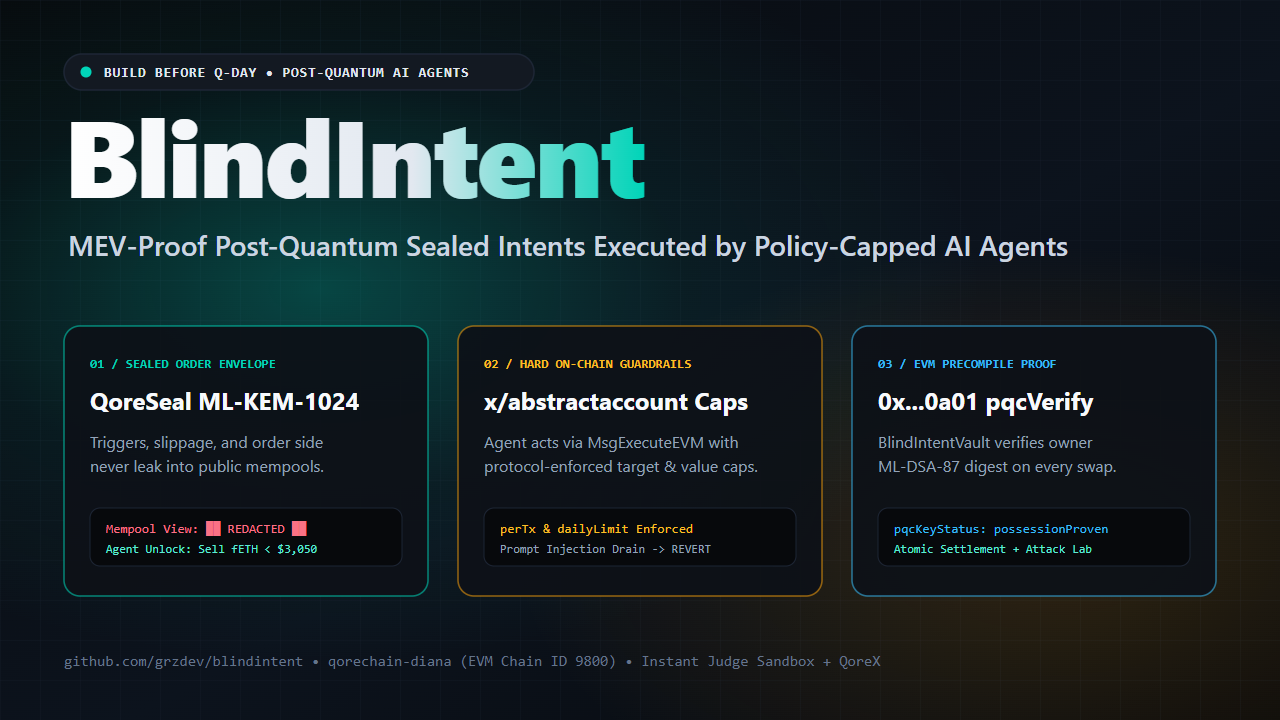 BUILD BEFORE Q-DAY • POST-QUANTUM AI AGENTS
BlindIntent
MEV-Proof Post-Quantum Sealed Intents Executed by Policy-Capped AI Agents
01 / SEALED ORDER ENVELOPE
QoreSeal ML-KEM-1024
Triggers, slippage, and order side
never leak into public mempools.
Mempool View: ██ REDACTED ██
Agent Unlock: Sell fETH < $3,050
02 / HARD ON-CHAIN GUARDRAILS
x/abstractaccount Caps
Agent acts via MsgExecuteEVM with
protocol-enforced target & value caps.
perTx & dailyLimit Enforced
Prompt Injection Drain -> REVERT
03 / EVM PRECOMPILE PROOF
0x...0a01 pqcVerify
BlindIntentVault verifies owner
ML-DSA-87 digest on every swap.
pqcKeyStatus: possessionProven
Atomic Settlement + Attack Lab
github.com/grzdev/blindintent • qorechain-diana (EVM Chain ID 9800) • Instant Judge Sandbox + QoreX